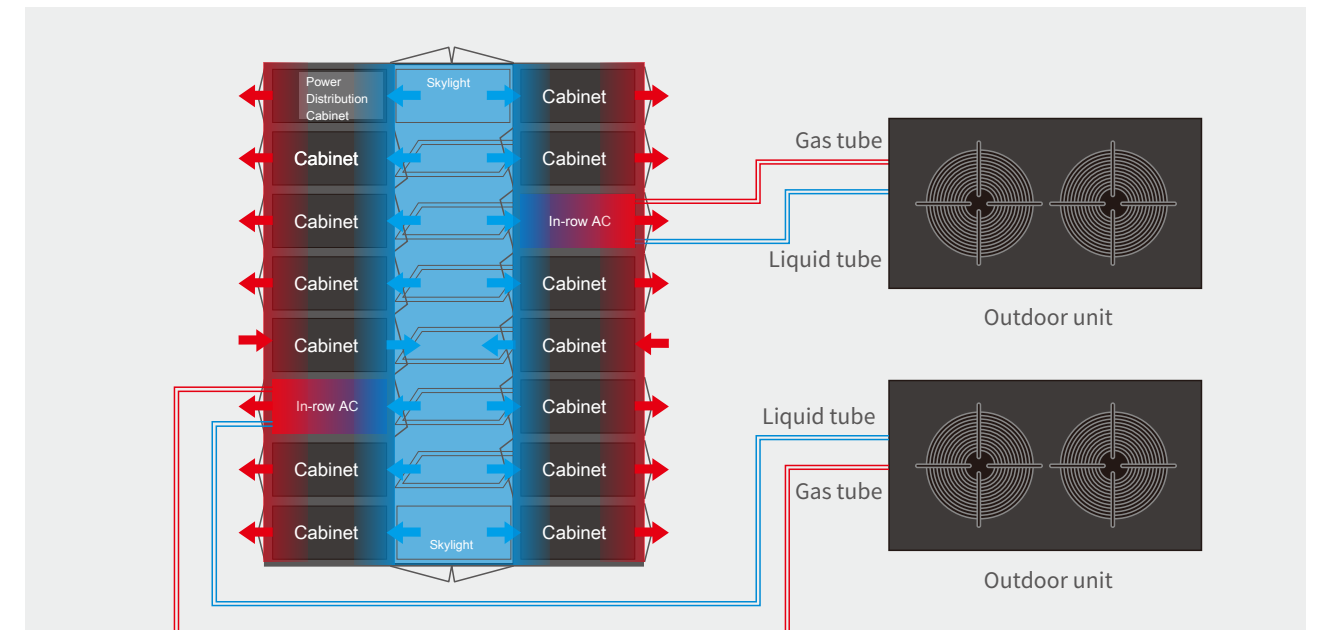 Power
Distribution
Cabinet
Skylight
Cabinet
Cabinet
Cabinet
Cabinet
In-row AC
Cabinet
Cabinet
Cabinet
Cabinet
In-row AC
Cabinet
Cabinet
Cabinet
Cabinet
Skylight
Cabinet
Gas tube
Liquid tube
Outdoor unit
Liquid tube
Gas tube
Outdoor unit